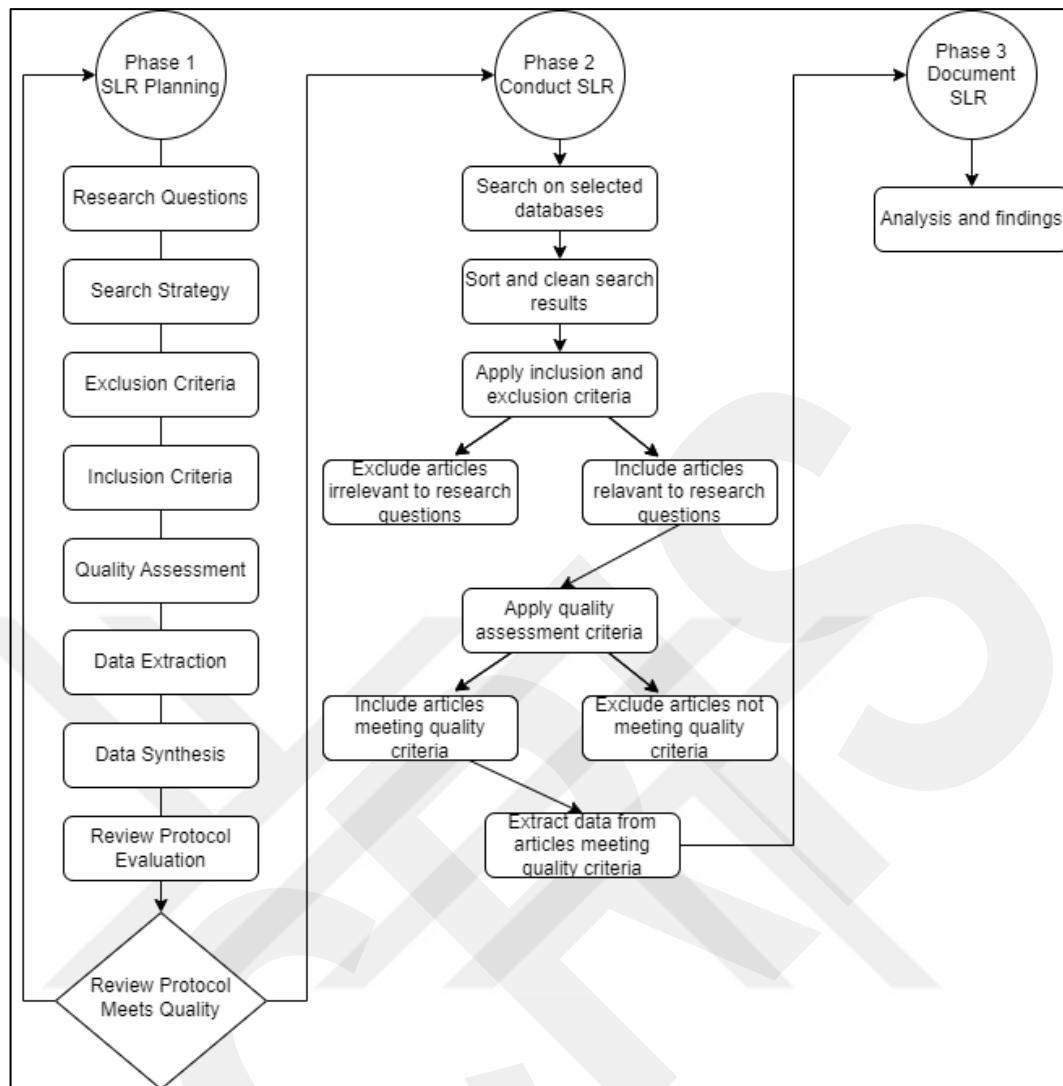 Phase 1
SLR Planning
Research Questions
Search Strategy
Exclusion Criteria
Inclusion Criteria
Quality Assessment
Data Extraction
Data Synthesis
Review Protocol
Evaluation
Review Protocol
Meets Quality
Phase 2
Conduct SLR
Search on selected
databases
Sort and clean search
results
Apply inclusion and
exclusion criteria
Exclude articles
irrelevant to research
questions
Include articles
relavant to research
questions
Apply quality
assessment criteria
Include articles
meeting quality
criteria
Exclude articles not
meeting quality
criteria
Extract data from
articles meeting
quality criteria
Phase 3
Document
SLR
Analysis and findings